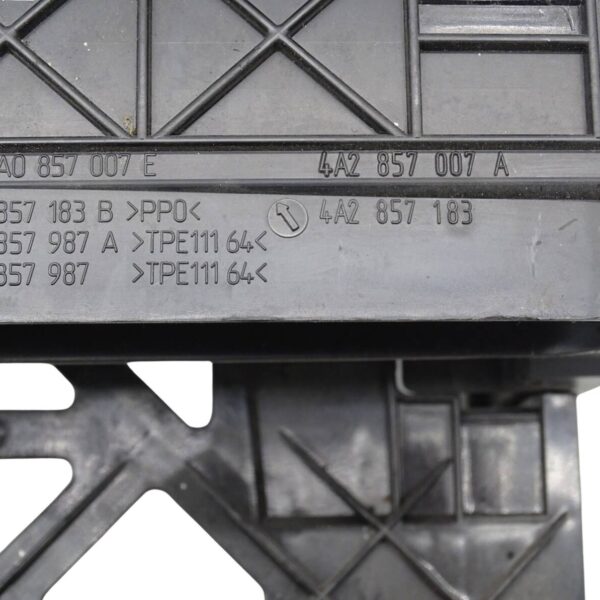 A0 857 007 E 4A2 857 007 A
857 183 B >PPO< 4A2 857 183
857 987 A >TPE111 64<
857 987 >TPE111 64<